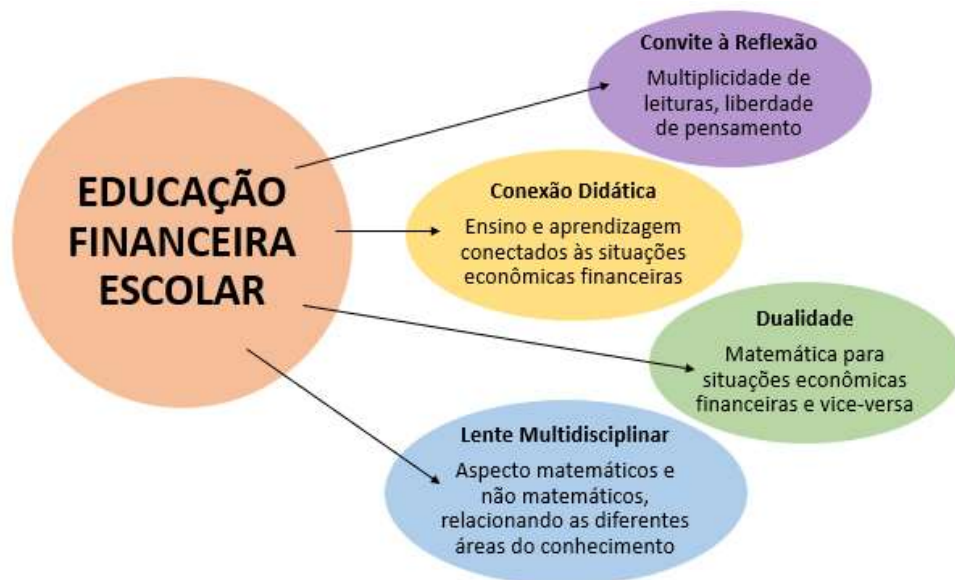 EDUCAÇÃO
FINANCEIRA
ESCOLAR
Convite à Reflexão
Multiplicidade de
leituras, liberdade
de pensamento
Conexão Didática
Ensino e aprendizagem
conectados às situações
econômicas financeiras
Dualidade
Matemática para
situações econômicas
financeiras e vice-versa
Lente Multidisciplinar
Aspecto matemáticos e
não matemáticos,
relacionando as diferentes
áreas do conhecimento